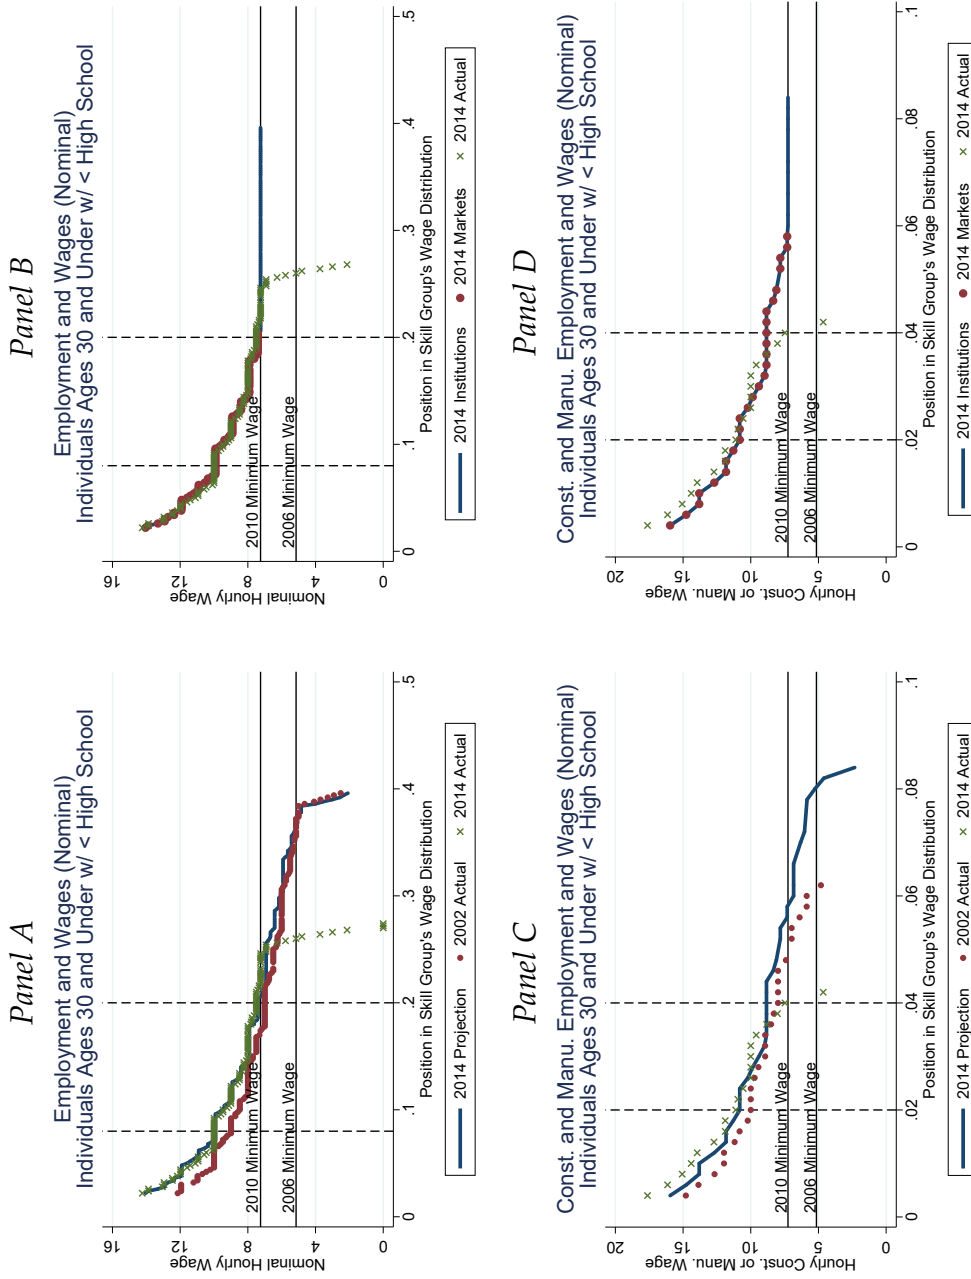 Panel A
Employment and Wages (Nominal)
Individuals Ages 30 and Under w/ < High School
Nominal Hourly Wage
16
12
8
4
0
2010 Minimum Wage
2006 Minimum Wage
0
.1
.2
.3
.4
.5
Position in Skill Group's Wage Distribution
2014 Projection
2002 Actual
2014 Actual
Panel B
Employment and Wages (Nominal)
Individuals Ages 30 and Under w/ < High School
Nominal Hourly Wage
16
12
8
4
0
2010 Minimum Wage
2006 Minimum Wage
0
.1
.2
.3
.4
.5
Position in Skill Group's Wage Distribution
2014 Institutions
2014 Markets
2014 Actual
Panel C
Const. and Manu. Employment and Wages (Nominal)
Individuals Ages 30 and Under w/ < High School
Hourly Const. or Manu. Wage
20
15
10
5
0
2010 Minimum Wage
2006 Minimum Wage
0
.02
.04
.06
.08
.1
Position in Skill Group's Wage Distribution
2014 Projection
2002 Actual
2014 Actual
Panel D
Const. and Manu. Employment and Wages (Nominal)
Individuals Ages 30 and Under w/ < High School
Hourly Const. or Manu. Wage
20
15
10
5
0
2010 Minimum Wage
2006 Minimum Wage
0
.02
.04
.06
.08
.1
Position in Skill Group's Wage Distribution
2014 Institutions
2014 Markets
2014 Actual